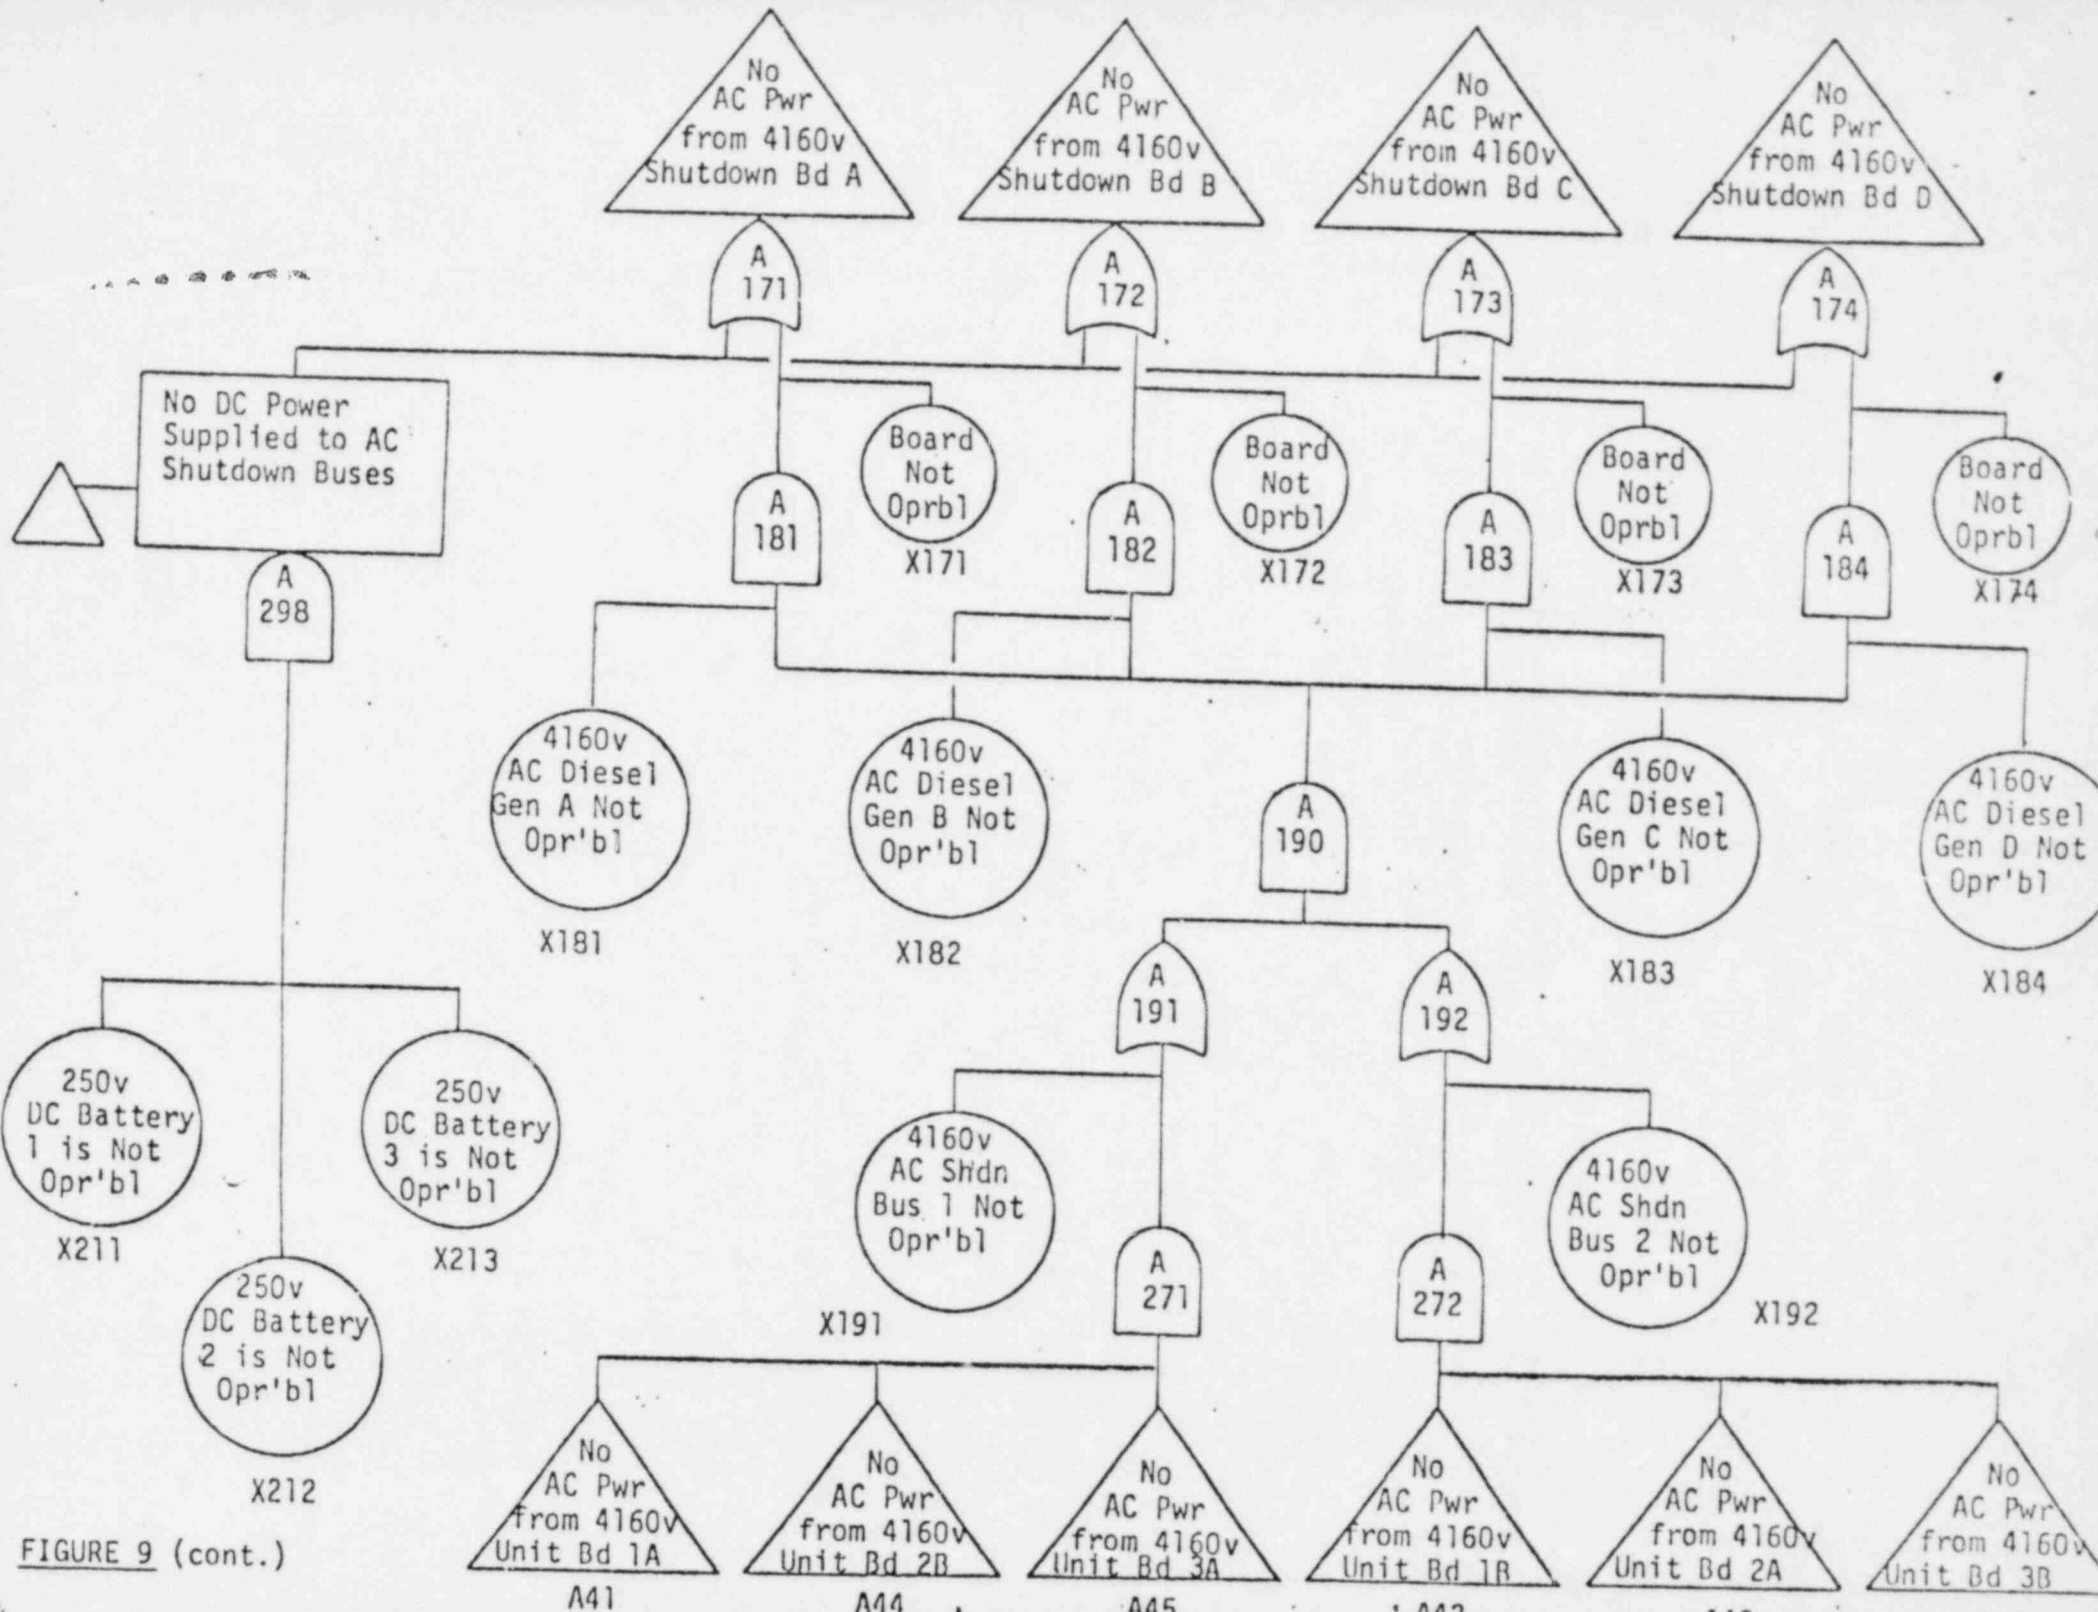 No
AC Pwr
from 4160v
Shutdown Bd A
No
AC Pwr
from 4160v
Shutdown Bd B
No
AC Pwr
from 4160v
Shutdown Bd C
No
AC Pwr
from 4160v
Shutdown Bd D
A
171
A
172
A
173
A
174
No DC Power
Supplied to AC
Shutdown Buses
A
298
A
181
Board
Not
Oprbl
X171
A
182
Board
Not
Oprbl
X172
A
183
Board
Not
Oprbl
X173
A
184
Board
Not
Oprbl
X174
4160v
AC Diesel
Gen A Not
Opr'bl
X181
4160v
AC Diesel
Gen B Not
Opr'bl
X182
A
190
4160v
AC Diesel
Gen C Not
Opr'bl
X183
4160v
AC Diesel
Gen D Not
Opr'bl
X184
A
191
A
192
250v
DC Battery
1 is Not
Opr'bl
X211
250v
DC Battery
3 is Not
Opr'bl
X213
250v
DC Battery
2 is Not
Opr'bl
X212
4160v
AC Shdn
Bus 1 Not
Opr'bl
X191
A
271
A
272
4160v
AC Shdn
Bus 2 Not
Opr'bl
X192
No
AC Pwr
from 4160v
Unit Bd 1A
A41
No
AC Pwr
from 4160v
Unit Bd 2B
A44
No
AC Pwr
from 4160v
Unit Bd 3A
A45
No
AC Pwr
from 4160v
Unit Bd 1B
No
AC Pwr
from 4160v
Unit Bd 2A
No
AC Pwr
from 4160v
Unit Bd 3B
FIGURE 9 (cont.)